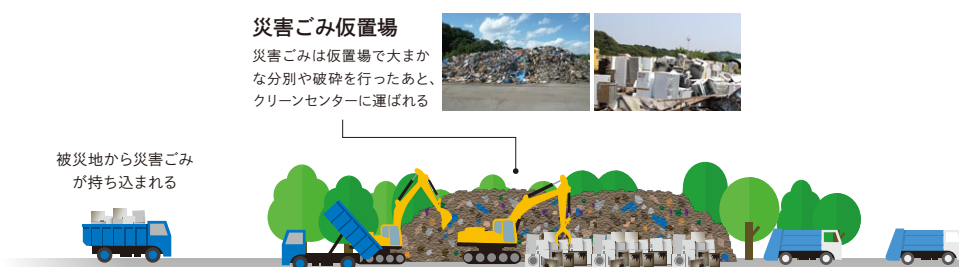 災害ごみ仮置場
災害ごみは仮置場で大まか
な分別や破砕を行ったあと、
クリーンセンターに運ばれる
被災地から災害ごみ
が持ち込まれる